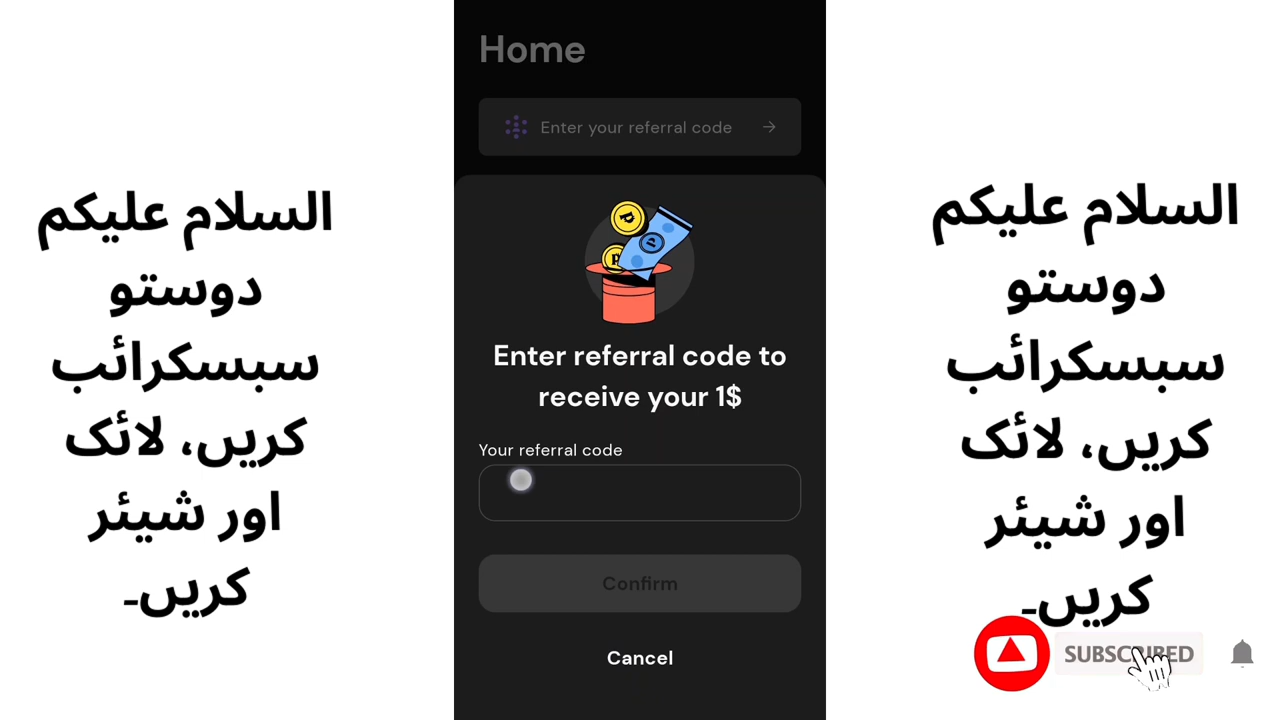 السلام علیکم
دوستو
سبسکرائب
کریں، لائک
اور شیئر
کریں۔
Home
Enter your referral code
Enter referral code to
receive your 1$
Your referral code
Confirm
Cancel
السلام علیکم
دوستو
سبسکرائب
کریں، لائک
اور شیئر
کریں۔
SUBSCRIBED